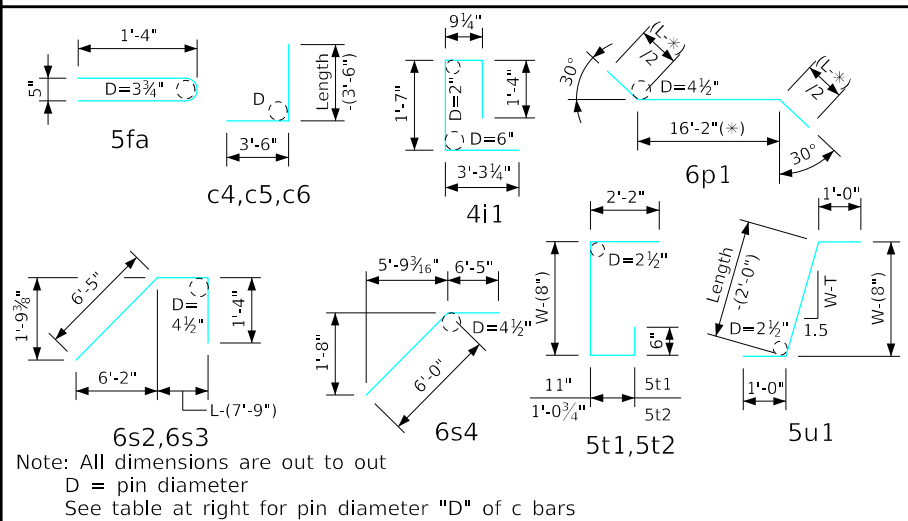 1'-4"
5"
D=3¾"
5fa
D
Length
-(3'-6")
3'-6"
c4,c5,c6
9¼"
1'-7"
D=2"
1'-4"
D=6"
3'-3¼"
4i1
30°
(L-✳)
/2
D=4½"
(L-✳)
/2
16'-2"(✳)
30°
6p1
1'-9⅜"
6'-5"
D=
4½"
1'-4"
6'-2"
L-(7'-9")
6s2,6s3
5'-9³⁄₁₆"
6'-5"
1'-8"
D=4½"
6'-0"
6s4
2'-2"
W-(8")
D=2½"
6"
11"
5t1
1'-0¾"
5t2
5t1,5t2
1'-0"
Length
-(2'-0")
D=2½"
W-T
1.5
W-(8")
1'-0"
5u1
Note: All dimensions are out to out
D = pin diameter
See table at right for pin diameter "D" of c bars